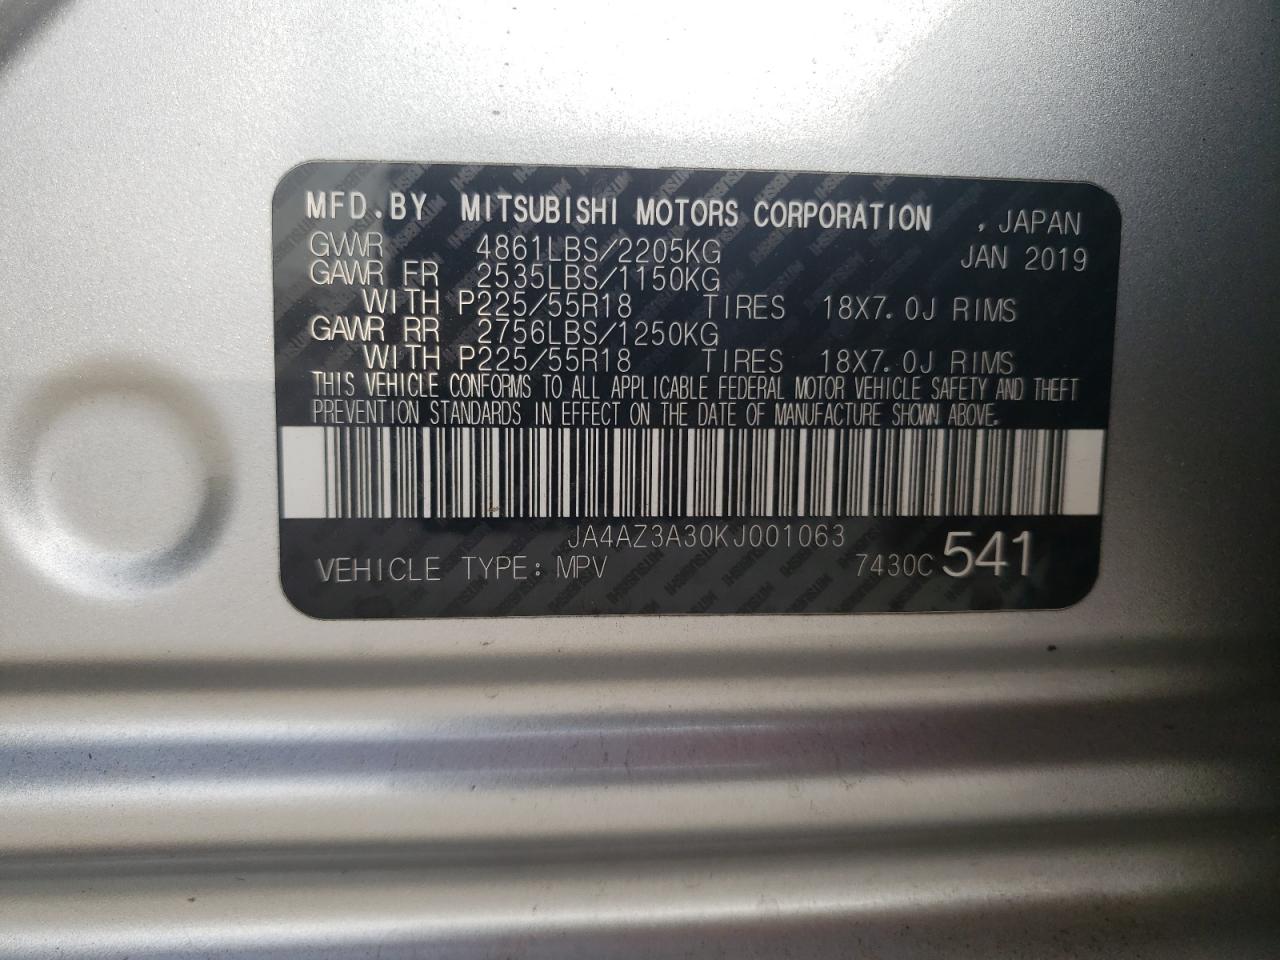 MFD.BY MITSUBISHI MOTORS CORPORATION , JAPAN
GVWR 4861LBS/2205KG JAN 2019
GAWR FR 2535LBS/1150KG
WITH P225/55R18 TIRES 18X7.0J RIMS
GAWR RR 2756LBS/1250KG
WITH P225/55R18 TIRES 18X7.0J RIMS
THIS VEHICLE CONFORMS TO ALL APPLICABLE FEDERAL MOTOR VEHICLE SAFETY AND THEFT
PREVENTION STANDARDS IN EFFECT ON THE DATE OF MANUFACTURE SHOWN ABOVE.
JA4AZ3A30KJ001063
VEHICLE TYPE: MPV 7430C 541